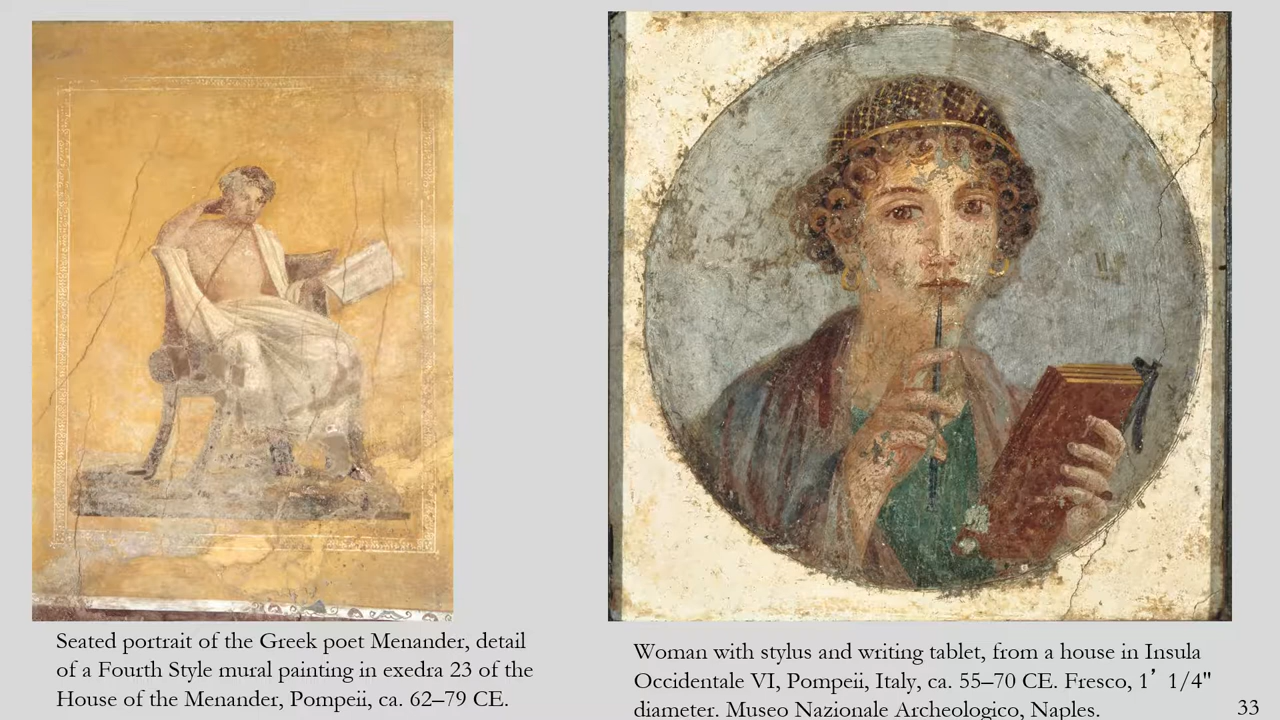 Seated portrait of the Greek poet Menander, detail
of a Fourth Style mural painting in exedra 23 of the
House of the Menander, Pompeii, ca. 62–79 CE.
Woman with stylus and writing tablet, from a house in Insula
Occidentale VI, Pompeii, Italy, ca. 55–70 CE. Fresco, 1’ 1/4"
diameter. Museo Nazionale Archeologico, Naples.
33